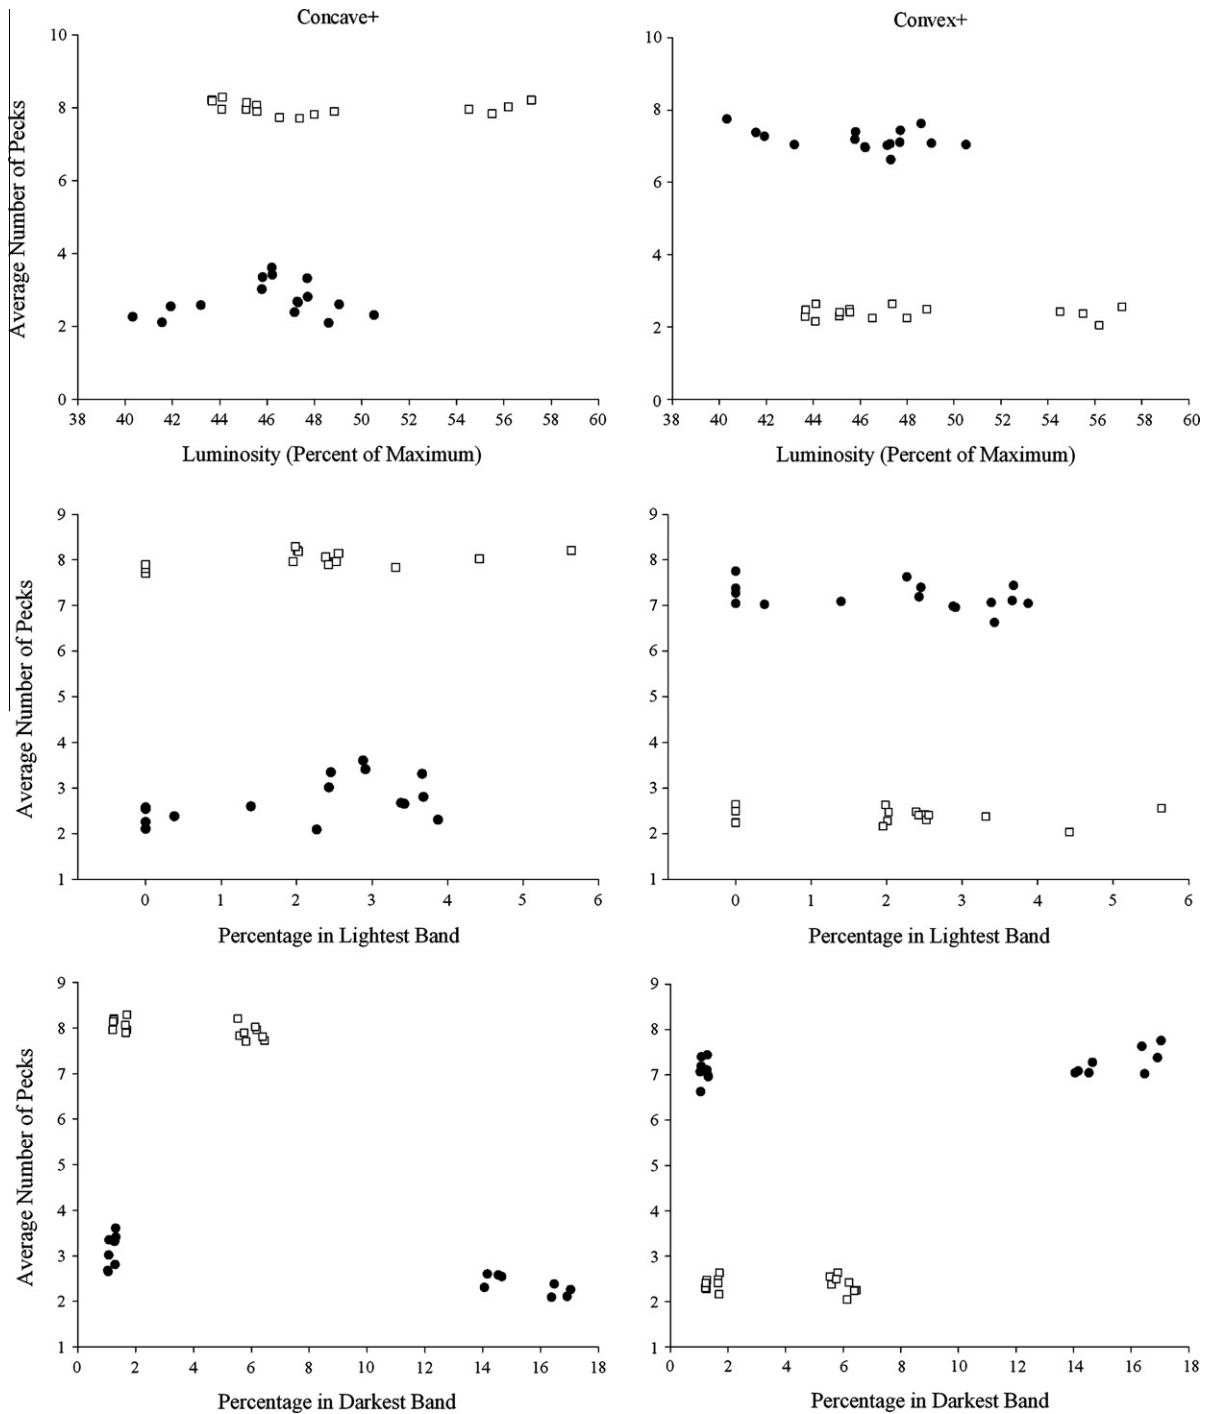 Concave+
Convex+
10
8
6
4
2
0
Average Number of Pecks
38 40 42 44 46 48 50 52 54 56 58 60
Luminosity (Percent of Maximum)
10
8
6
4
2
0
38 40 42 44 46 48 50 52 54 56 58 60
Luminosity (Percent of Maximum)
9
8
7
6
5
4
3
2
1
Average Number of Pecks
0 1 2 3 4 5 6
Percentage in Lightest Band
9
8
7
6
5
4
3
2
1
0 1 2 3 4 5 6
Percentage in Lightest Band
9
8
7
6
5
4
3
2
1
Average Number of Pecks
0 2 4 6 8 10 12 14 16 18
Percentage in Darkest Band
9
8
7
6
5
4
3
2
1
0 2 4 6 8 10 12 14 16 18
Percentage in Darkest Band